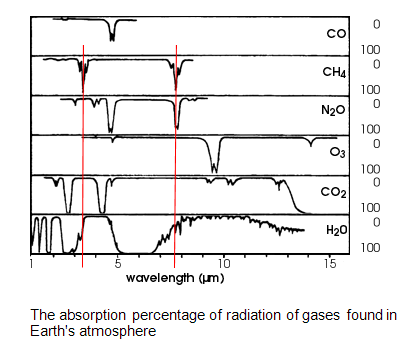 0
CO
100
0
CH4
100
0
N2O
100
0
O3
100
0
CO2
100
0
H2O
100
1 5 10 15
wavelength (μm)
The absorption percentage of radiation of gases found in
Earth's atmosphere